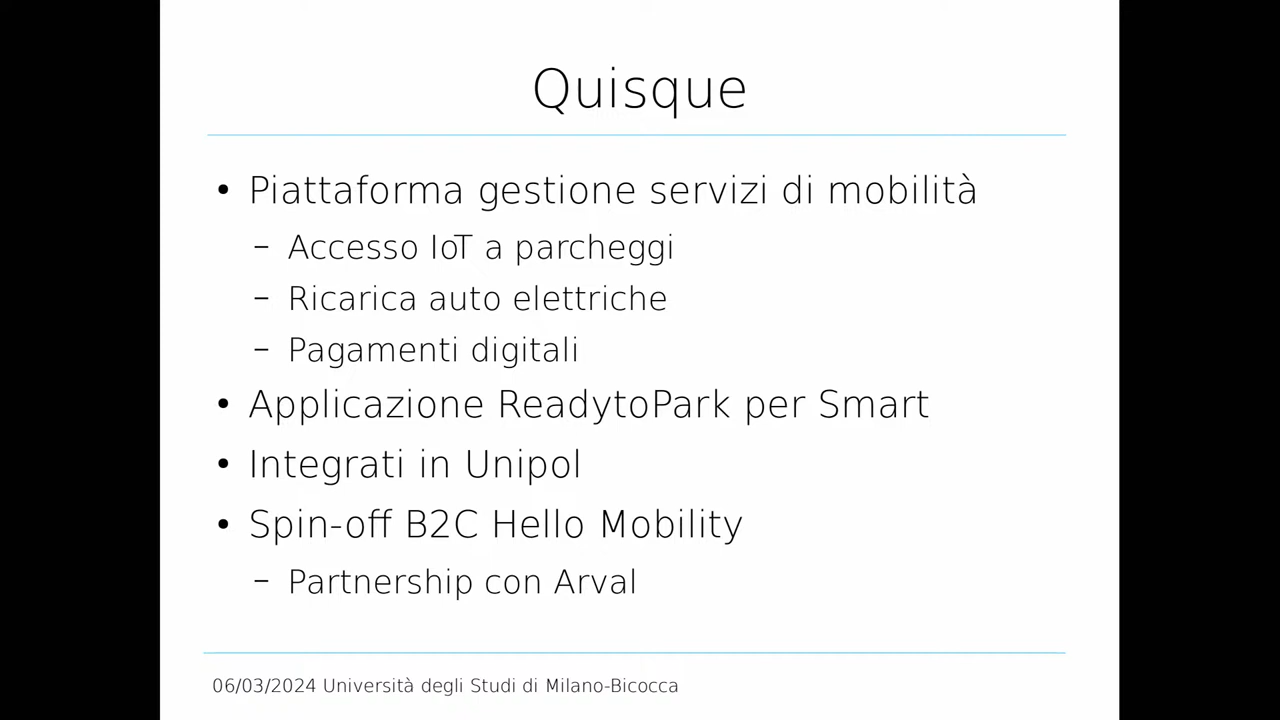 Quisque
• Piattaforma gestione servizi di mobilità
– Accesso IoT a parcheggi
– Ricarica auto elettriche
– Pagamenti digitali
• Applicazione ReadytoPark per Smart
• Integrati in Unipol
• Spin-off B2C Hello Mobility
– Partnership con Arval
06/03/2024 Università degli Studi di Milano-Bicocca